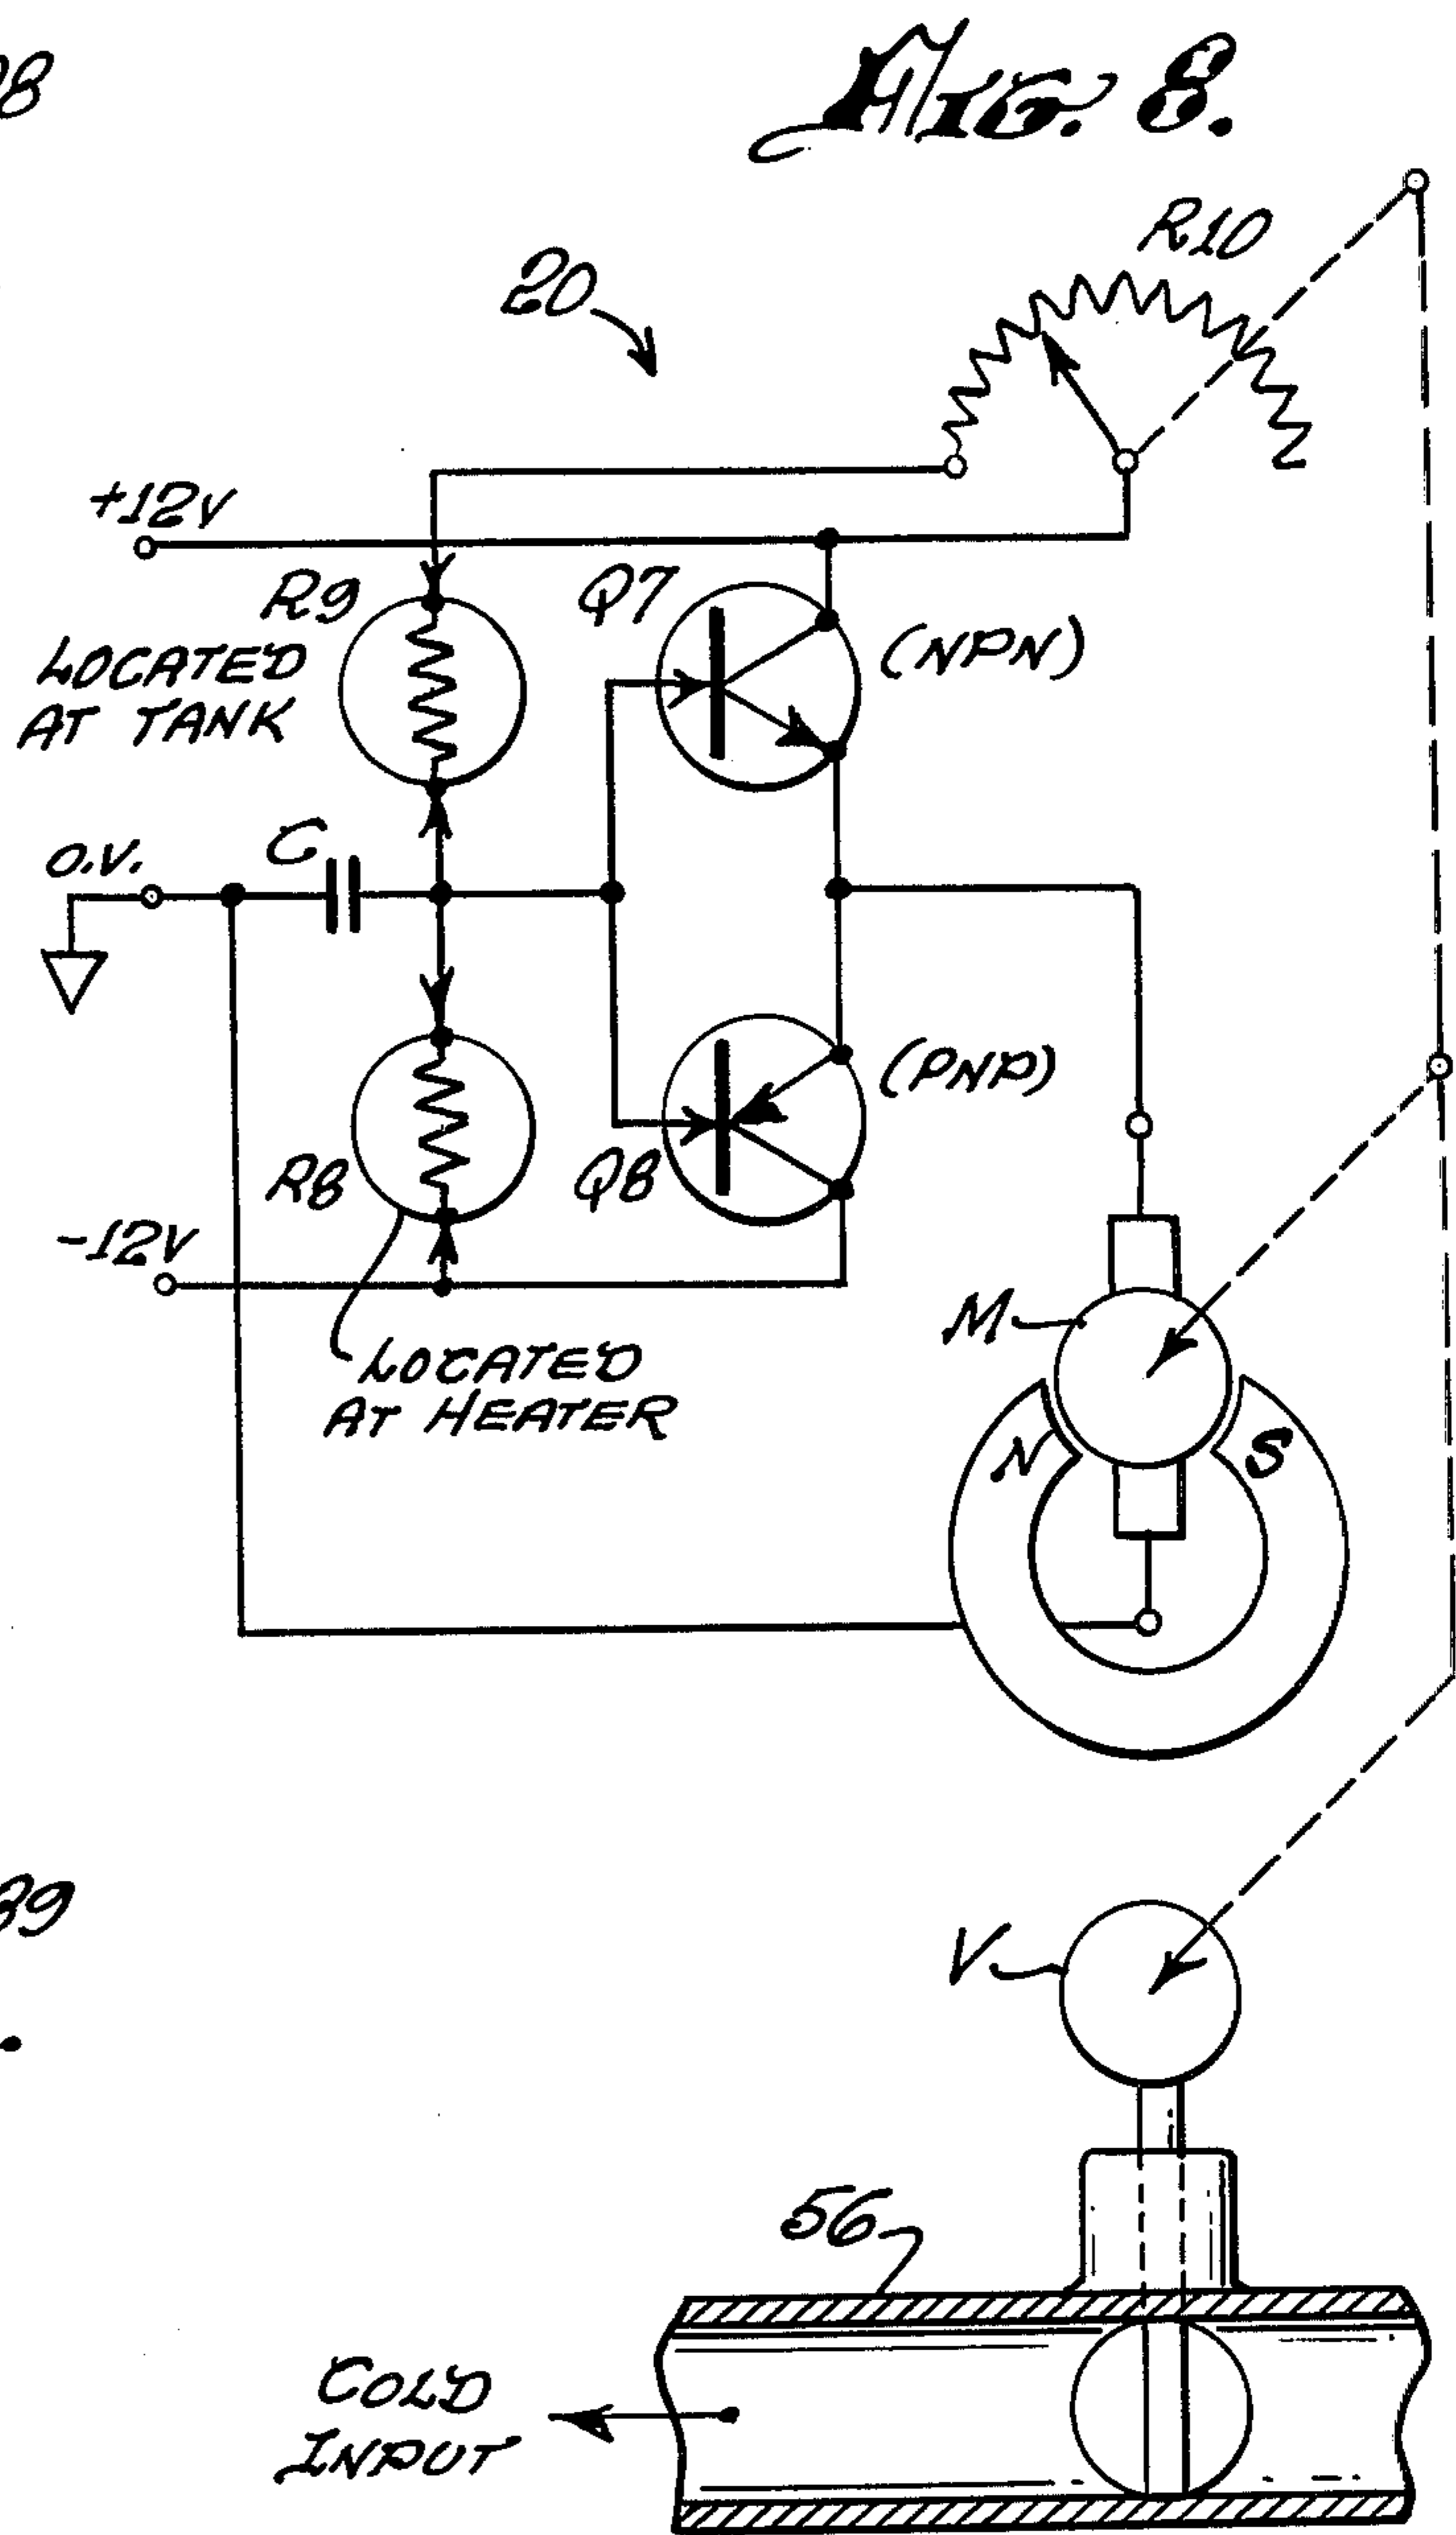 FIG. 8.
R10
20
+12V
R9
Q7
(NPN)
LOCATED
AT TANK
C
O.V.
(PNP)
R8
Q8
-12V
M
LOCATED
AT HEATER
N
S
V
56
COLD
INPUT